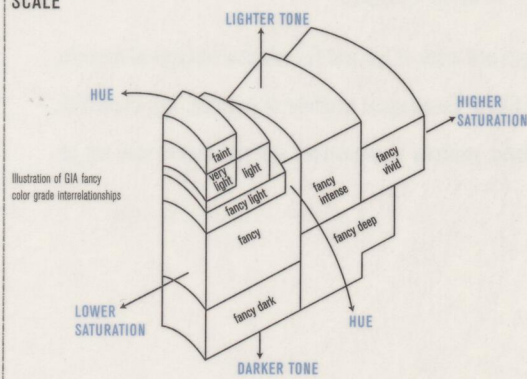 SCALE
LIGHTER TONE
HUE
HIGHER
SATURATION
Illustration of GIA fancy
color grade interrelationships
faint
very
light
light
fancy light
fancy
intense
fancy
vivid
fancy
fancy deep
fancy dark
LOWER
SATURATION
HUE
DARKER TONE